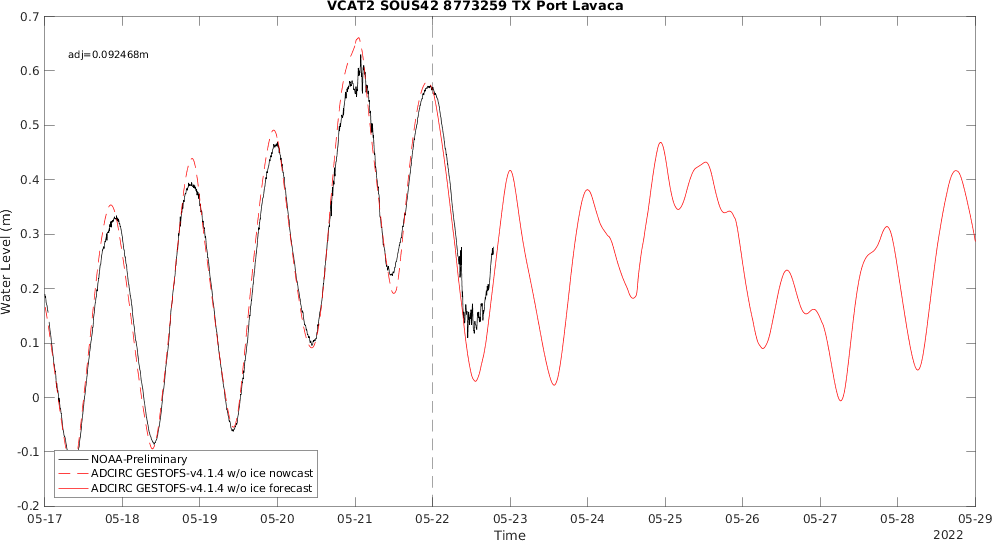 VCAT2 SOUS42 8773259 TX Port Lavaca
adj=0.092468m
0.7
0.6
0.5
0.4
0.3
0.2
0.1
0
-0.1
-0.2
Water Level (m)
NOAA-Preliminary
ADCIRC GESTOFS-v4.1.4 w/o ice nowcast
ADCIRC GESTOFS-v4.1.4 w/o ice forecast
05-17 05-18 05-19 05-20 05-21 05-22 05-23 05-24 05-25 05-26 05-27 05-28 05-29
Time
2022